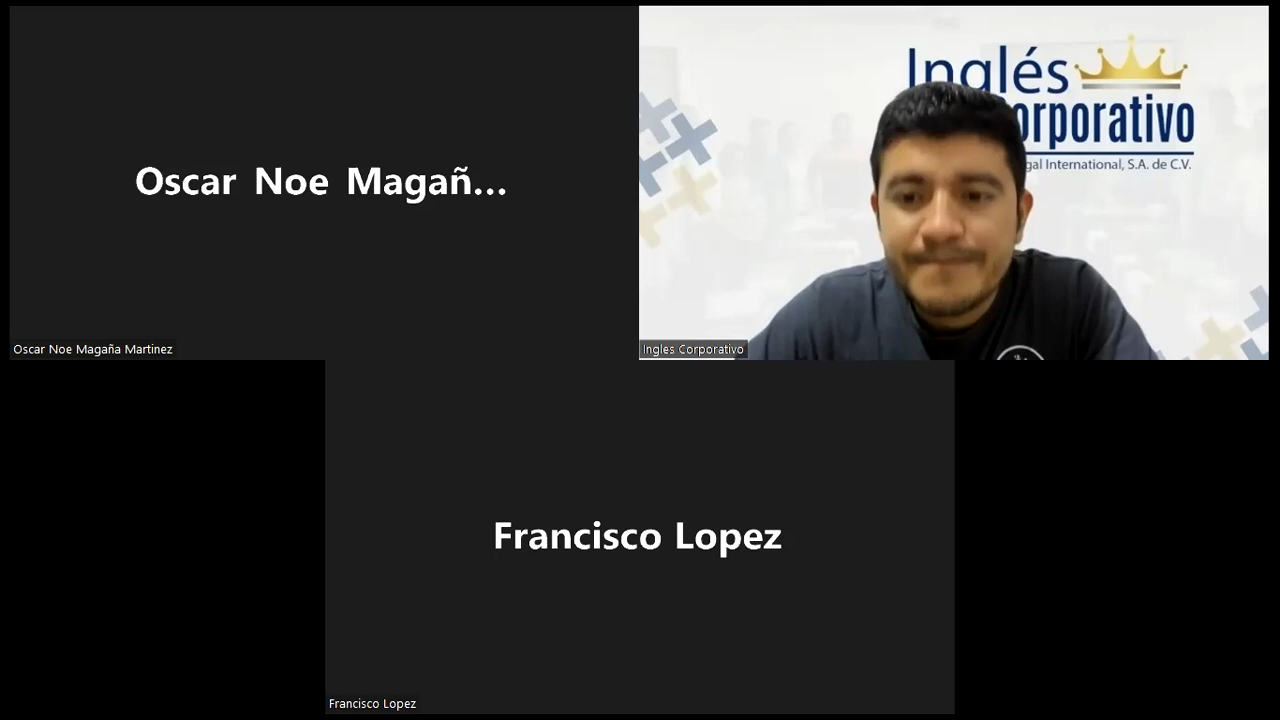 Oscar Noe Magañ...
Oscar Noe Magaña Martinez
Inglés
orporativo
gal International, S.A. de C.V.
Ingles Corporativo
Francisco Lopez
Francisco Lopez